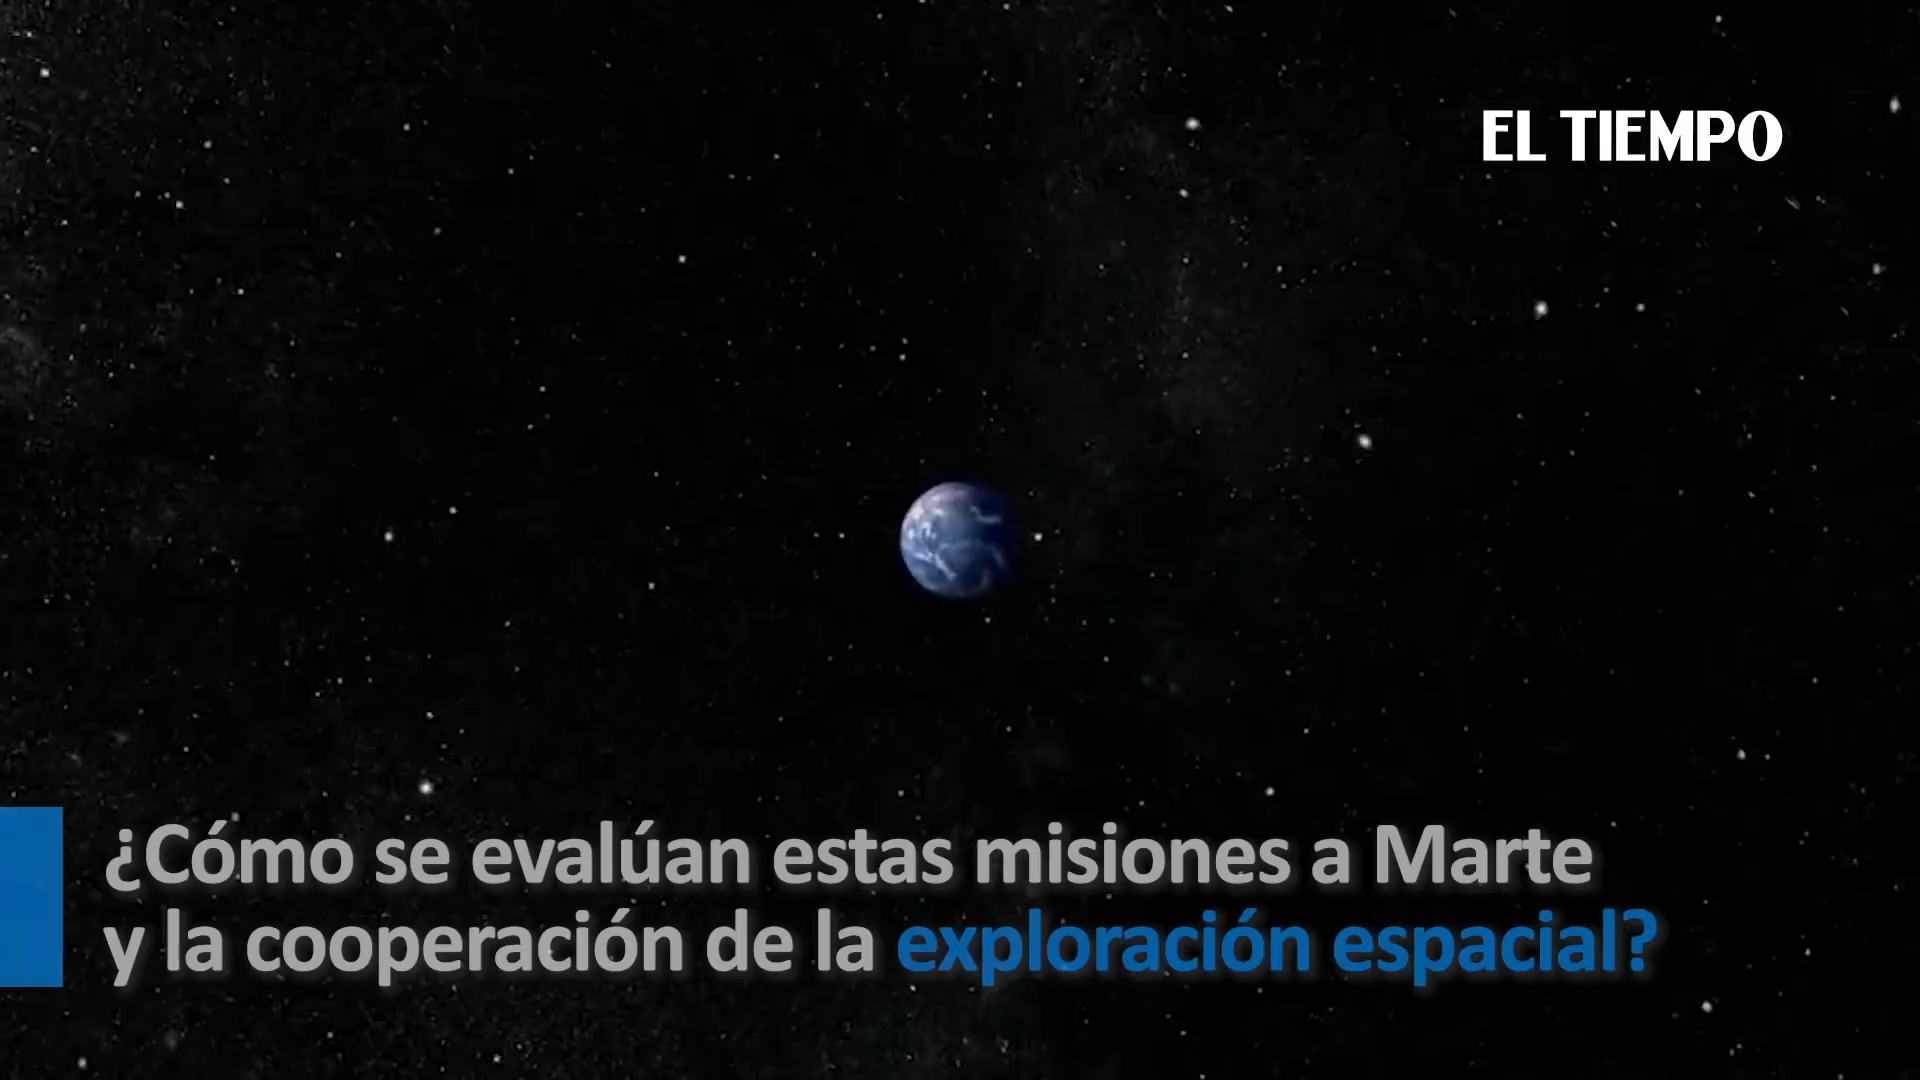 EL TIEMPO
¿Cómo se evalúan estas misiones a Marte
y la cooperación de la exploración espacial?